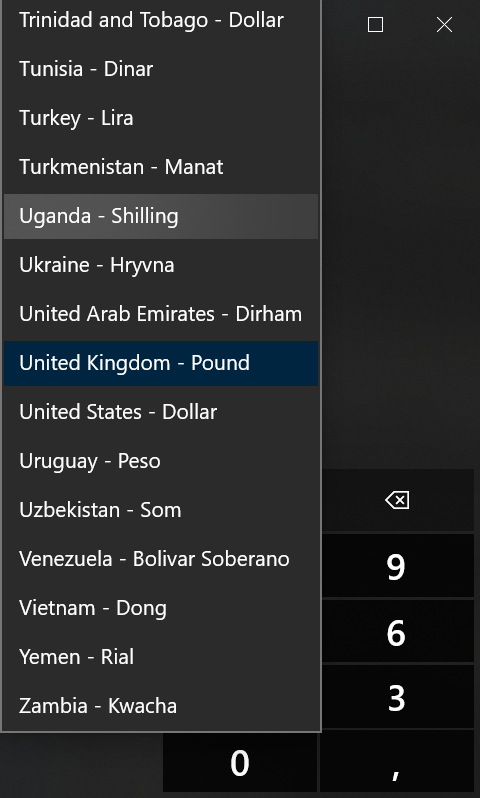 Trinidad and Tobago - Dollar
Tunisia - Dinar
Turkey - Lira
Turkmenistan - Manat
Uganda - Shilling
Ukraine - Hryvna
United Arab Emirates - Dirham
United Kingdom - Pound
United States - Dollar
Uruguay - Peso
Uzbekistan - Som
Venezuela - Bolivar Soberano
Vietnam - Dong
Yemen - Rial
Zambia - Kwacha
9
6
3
0 ,